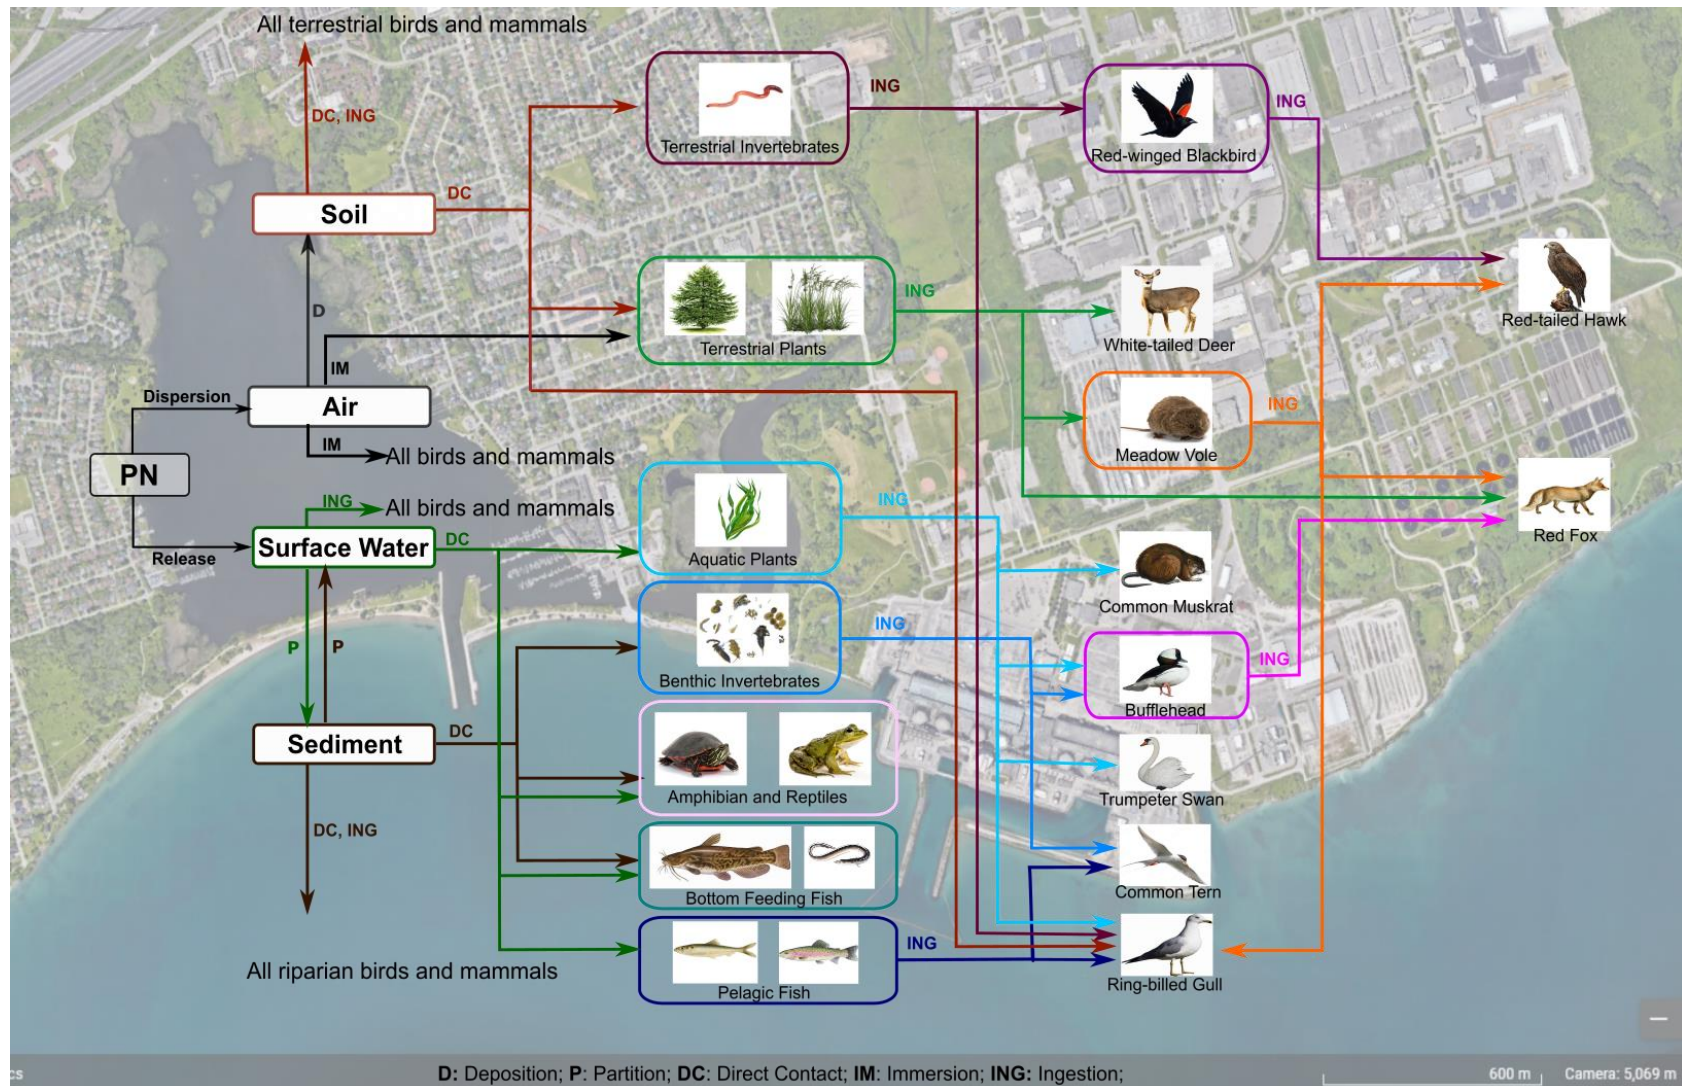 All terrestrial birds and mammals
DC, ING
Soil
DC
D
Dispersion
IM
Air
IM
All birds and mammals
PN
ING
All birds and mammals
Surface Water
DC
Release
P
P
Sediment
DC
DC, ING
All riparian birds and mammals
Terrestrial Invertebrates
ING
Terrestrial Plants
ING
Aquatic Plants
ING
Benthic Invertebrates
ING
Amphibian and Reptiles
Bottom Feeding Fish
Pelagic Fish
ING
Red-winged Blackbird
ING
White-tailed Deer
Meadow Vole
ING
Common Muskrat
Bufflehead
ING
Trumpeter Swan
Common Tern
Ring-billed Gull
Red-tailed Hawk
Red Fox
cs
D: Deposition; P: Partition; DC: Direct Contact; IM: Immersion; ING: Ingestion;
600 m
Camera: 5,069 m